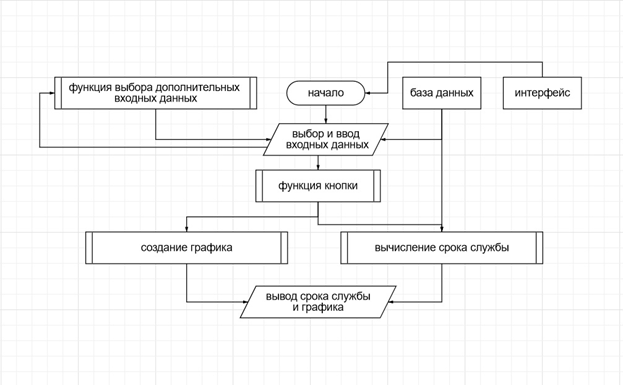 функция выбора дополнительных
входных данных
начало
база данных
интерфейс
выбор и ввод
входных данных
функция кнопки
создание графика
вычисление срока службы
вывод срока службы
и графика